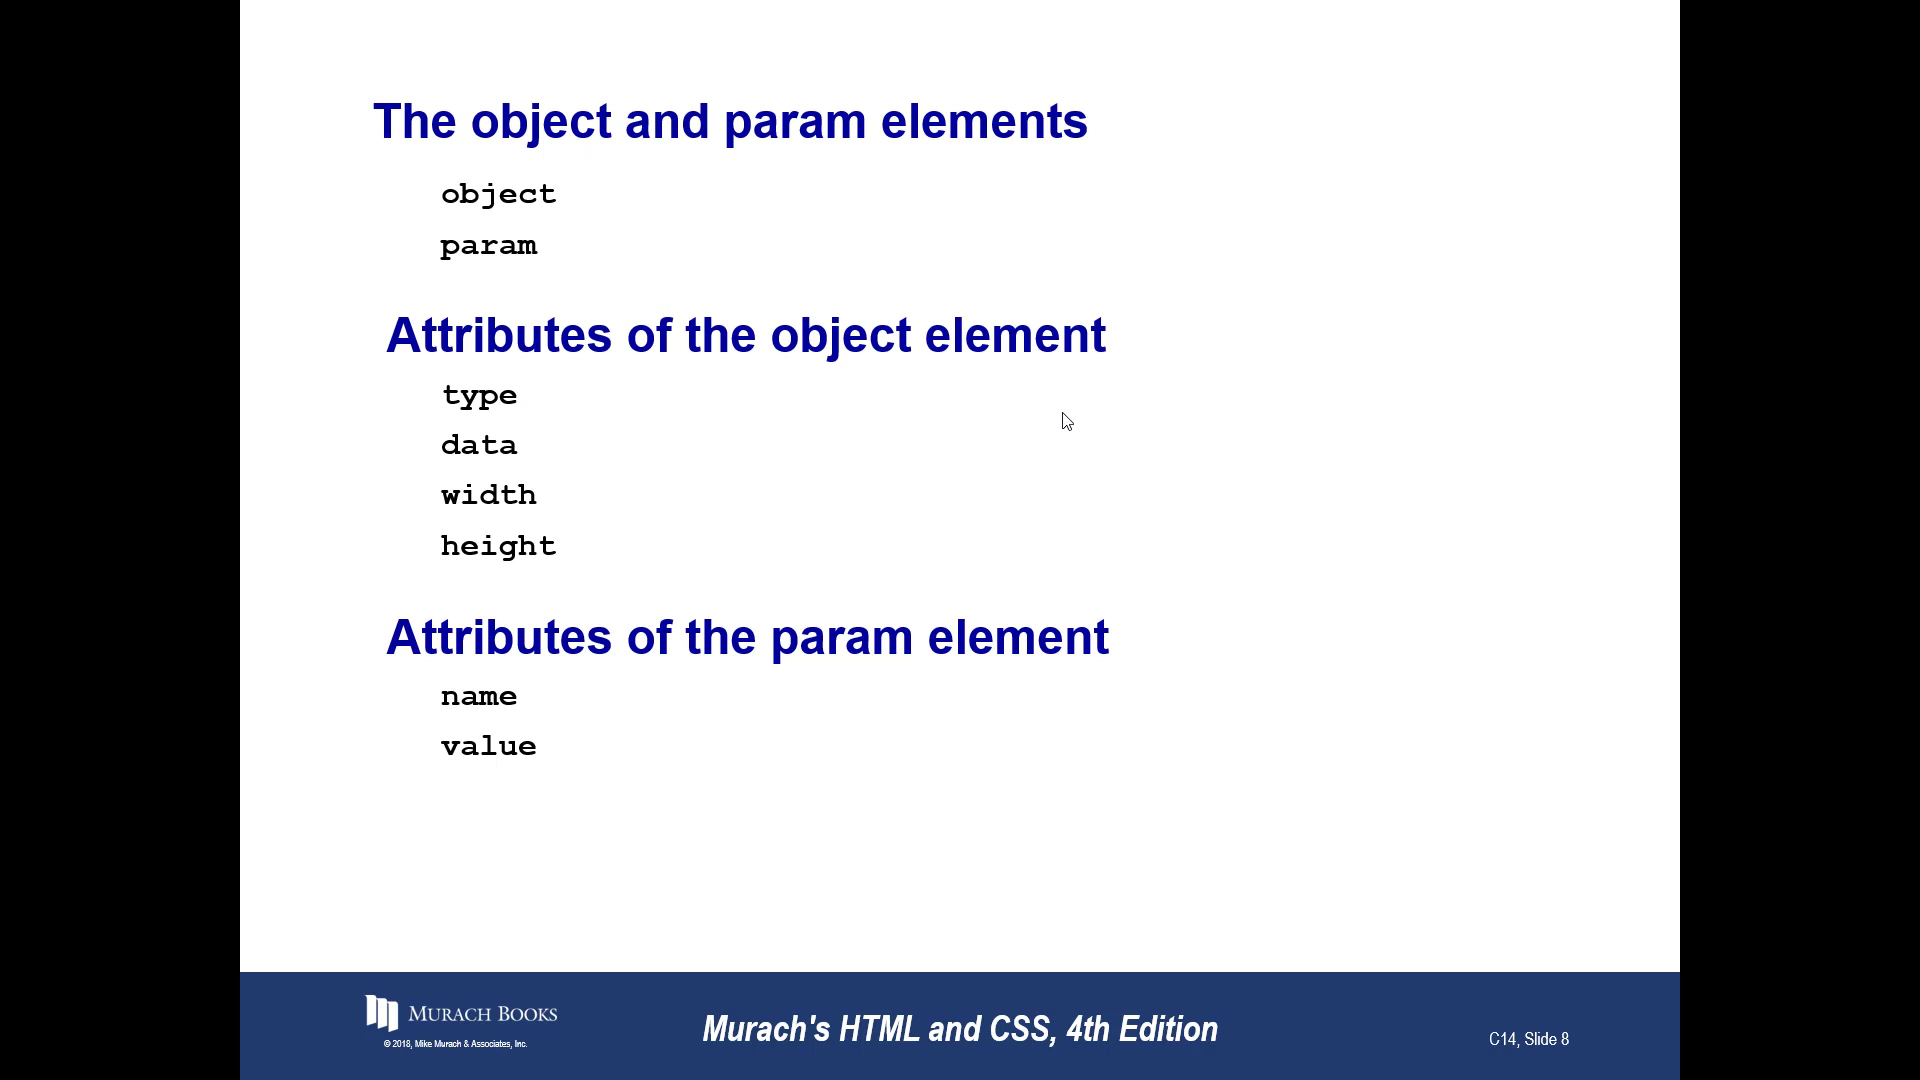 The object and param elements
object
param
Attributes of the object element
type
data
width
height
Attributes of the param element
name
value
MURACH BOOKS
© 2018, Mike Murach & Associates, Inc.
Murach's HTML and CSS, 4th Edition
C14, Slide 8